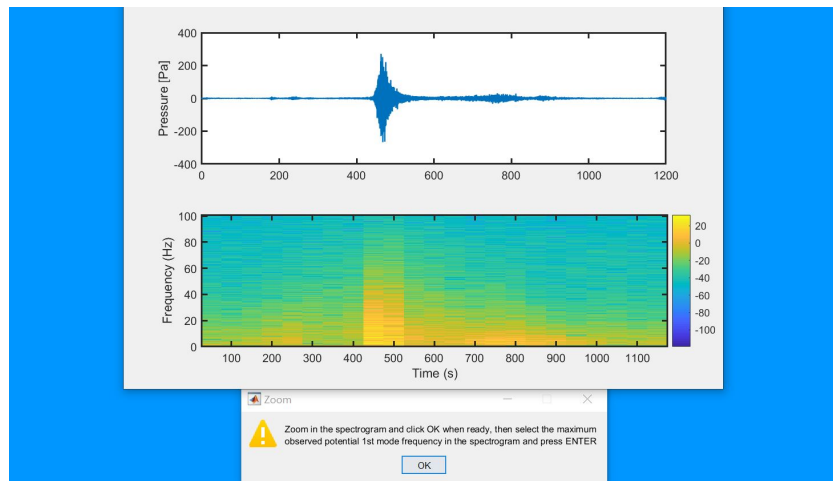 400
200
0
-200
-400
Pressure [Pa]
0 200 400 600 800 1000 1200
100
80
60
40
20
0
Frequency (Hz)
100 200 300 400 500 600 700 800 900 1000 1100
Time (s)
20
0
-20
-40
-60
-80
-100
Zoom
Zoom in the spectrogram and click OK when ready, then select the maximum
observed potential 1st mode frequency in the spectrogram and press ENTER
OK